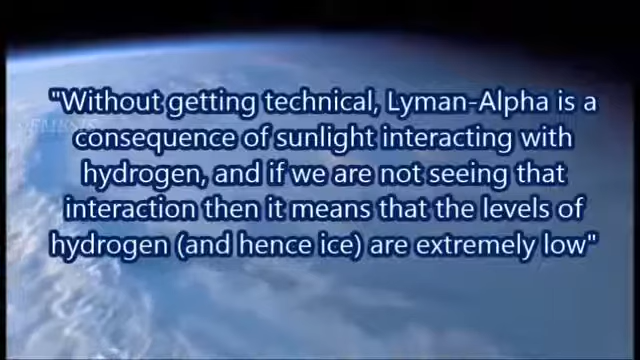 "Without getting technical, Lyman-Alpha is a
consequence of sunlight interacting with
hydrogen, and if we are not seeing that
interaction then it means that the levels of
hydrogen (and hence ice) are extremely low"